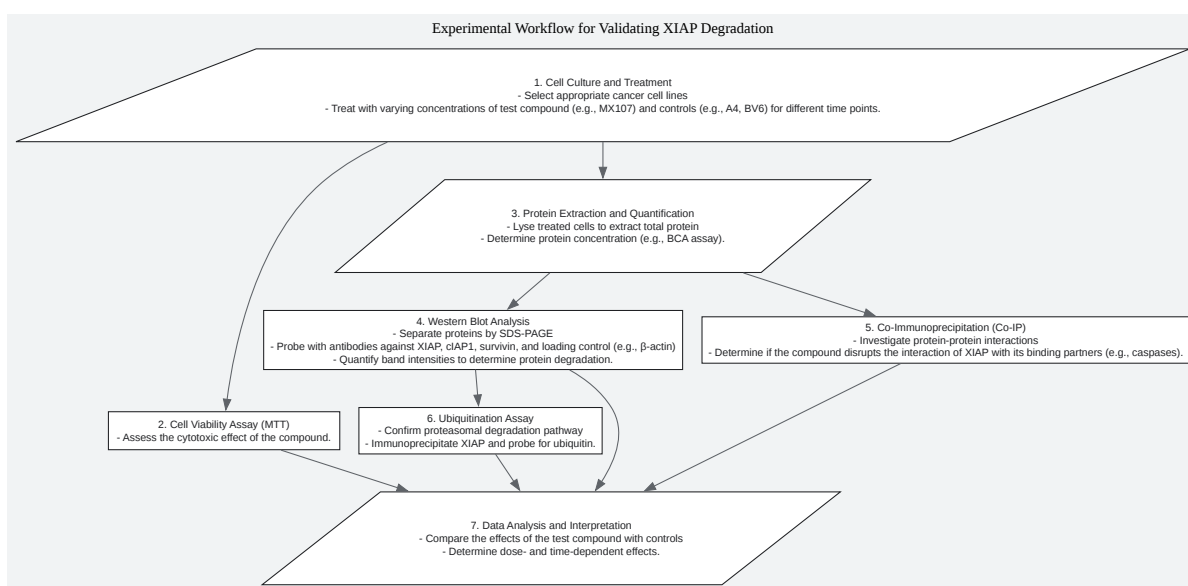 Experimental Workflow for Validating XIAP Degradation
1. Cell Culture and Treatment
- Select appropriate cancer cell lines
- Treat with varying concentrations of test compound (e.g., MX107) and controls (e.g., A4, BV6) for different time points.
3. Protein Extraction and Quantification
- Lyse treated cells to extract total protein
- Determine protein concentration (e.g., BCA assay).
4. Western Blot Analysis
- Separate proteins by SDS-PAGE
- Probe with antibodies against XIAP, cIAP1, survivin, and loading control (e.g., β-actin)
- Quantify band intensities to determine protein degradation.
5. Co-Immunoprecipitation (Co-IP)
- Investigate protein-protein interactions
- Determine if the compound disrupts the interaction of XIAP with its binding partners (e.g., caspases).
2. Cell Viability Assay (MTT)
- Assess the cytotoxic effect of the compound.
6. Ubiquitination Assay
- Confirm proteasomal degradation pathway
- Immunoprecipitate XIAP and probe for ubiquitin.
7. Data Analysis and Interpretation
- Compare the effects of the test compound with controls
- Determine dose- and time-dependent effects.